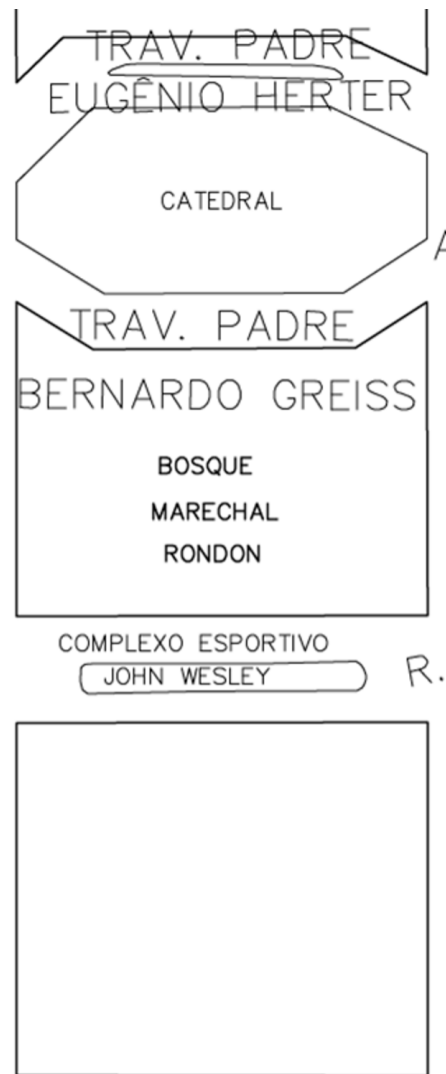 TRAV. PADRE
EUGÊNIO HERTER
CATEDRAL
A
TRAV. PADRE
BERNARDO GREISS
BOSQUE
MARECHAL
RONDON
COMPLEXO ESPORTIVO
JOHN WESLEY
R.